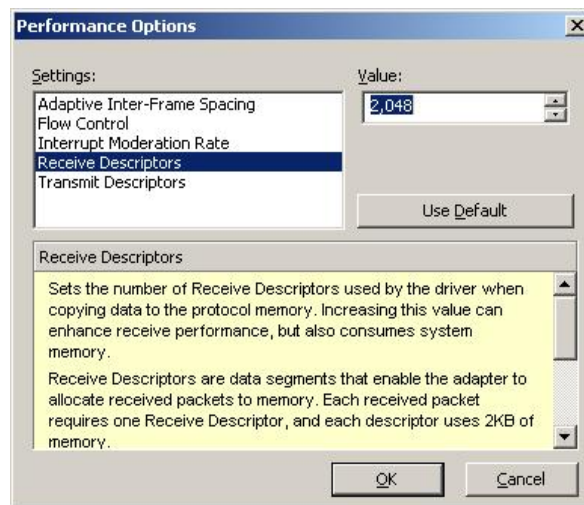 Performance Options
Settings:
Value:
Adaptive Inter-Frame Spacing
Flow Control
Interrupt Moderation Rate
Receive Descriptors
Transmit Descriptors
2,048
Use Default
Receive Descriptors
Sets the number of Receive Descriptors used by the driver when
copying data to the protocol memory. Increasing this value can
enhance receive performance, but also consumes system
memory.
Receive Descriptors are data segments that enable the adapter to
allocate received packets to memory. Each received packet
requires one Receive Descriptor, and each descriptor uses 2KB of
memory.
OK
Cancel